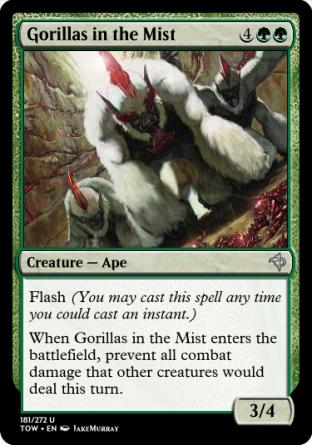 Gorillas in the Mist 4
Creature — Ape
Flash (You may cast this spell any time
you could cast an instant.)
When Gorillas in the Mist enters the
battlefield, prevent all combat
damage that other creatures would
deal this turn.
181/272 U
TOW • EN JakeMurray
3/4